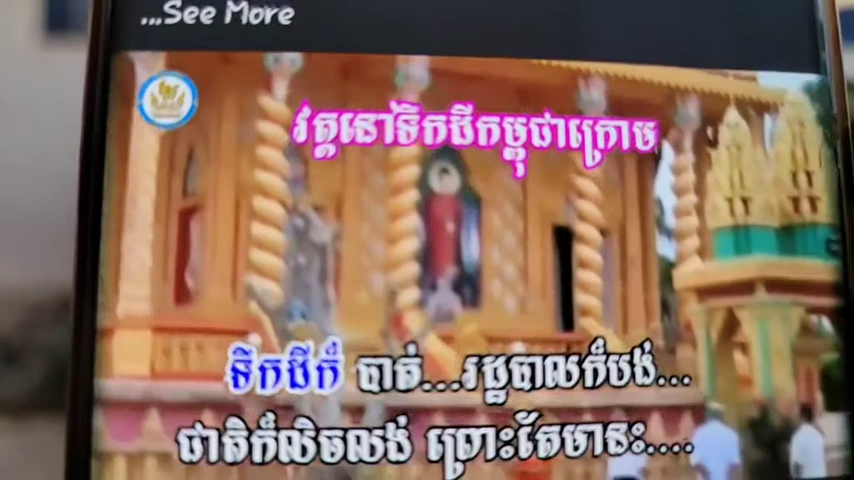 ...See More
វត្តនៅទឹកដីកម្ពុជាក្រោម
ទឹកដីក៏ បាត់...រដ្ឋបាលក៏បង់...
ជាតិក៏លិចលង់ ព្រោះតែមានះ....